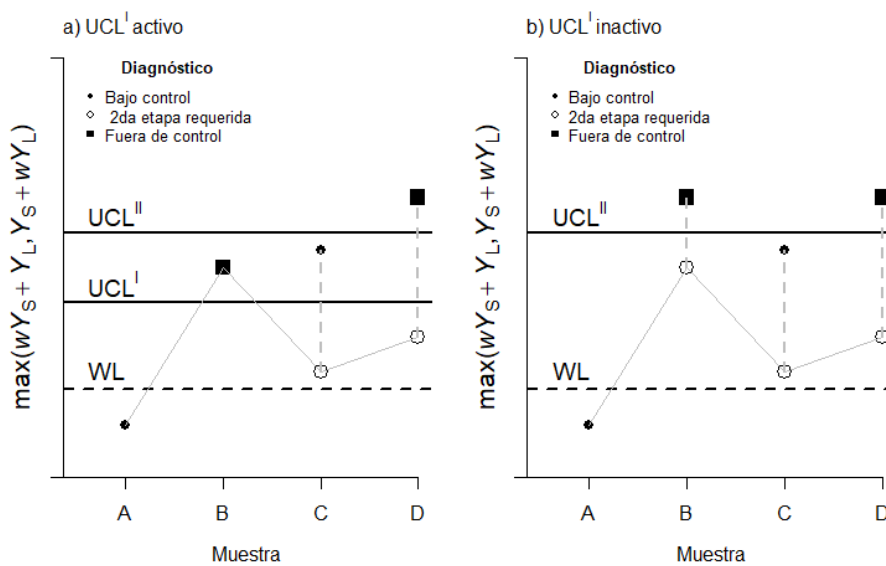 a) UCL^I activo
Diagnóstico
Bajo control
2da etapa requerida
Fuera de control
max(wY_S + Y_L, Y_S + wY_L)
UCL^II
UCL^I
WL
A B C D
Muestra
b) UCL^I inactivo
Diagnóstico
Bajo control
2da etapa requerida
Fuera de control
max(wY_S + Y_L, Y_S + wY_L)
UCL^II
WL
A B C D
Muestra